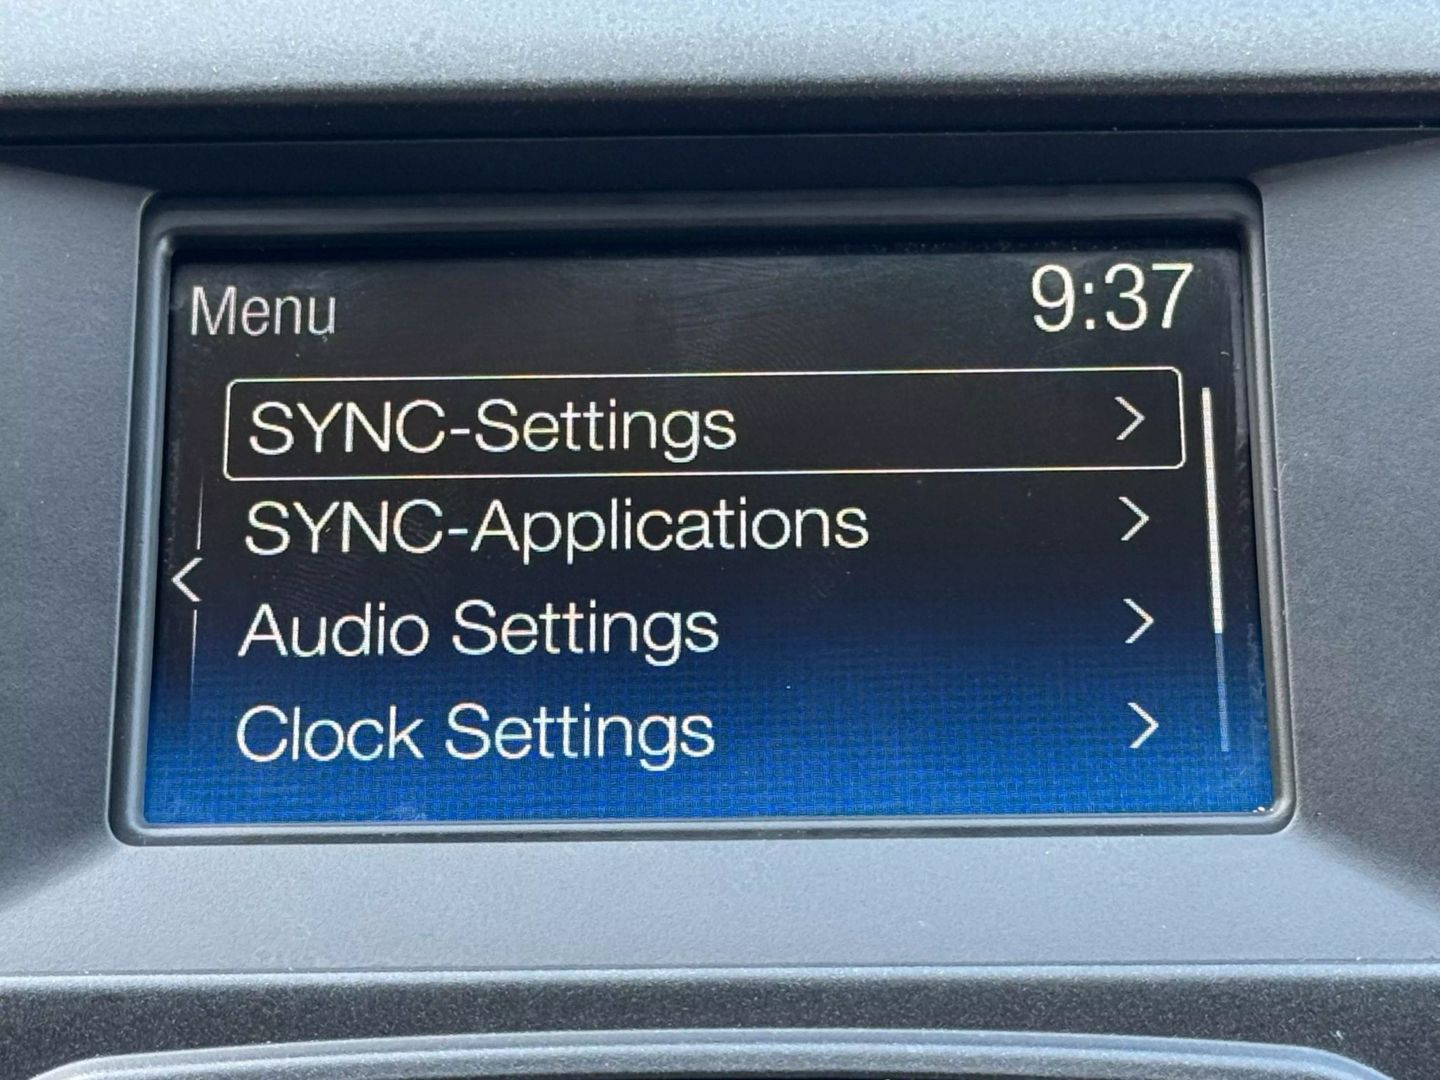 Menu
9:37
SYNC-Settings
SYNC-Applications
Audio Settings
Clock Settings